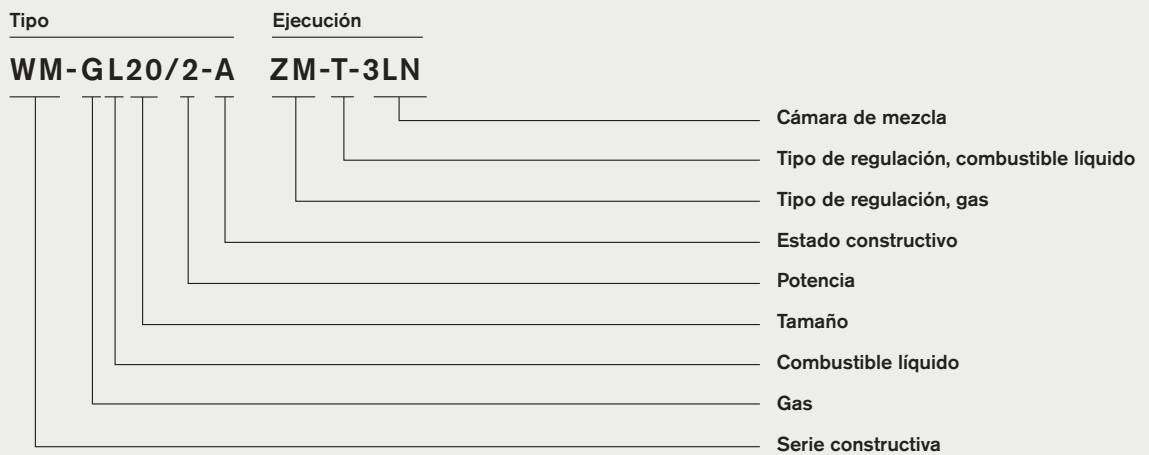 Tipo Ejecución
WM-GL20/2-A ZM-T-3LN
Cámara de mezcla
Tipo de regulación, combustible líquido
Tipo de regulación, gas
Estado constructivo
Potencia
Tamaño
Combustible líquido
Gas
Serie constructiva